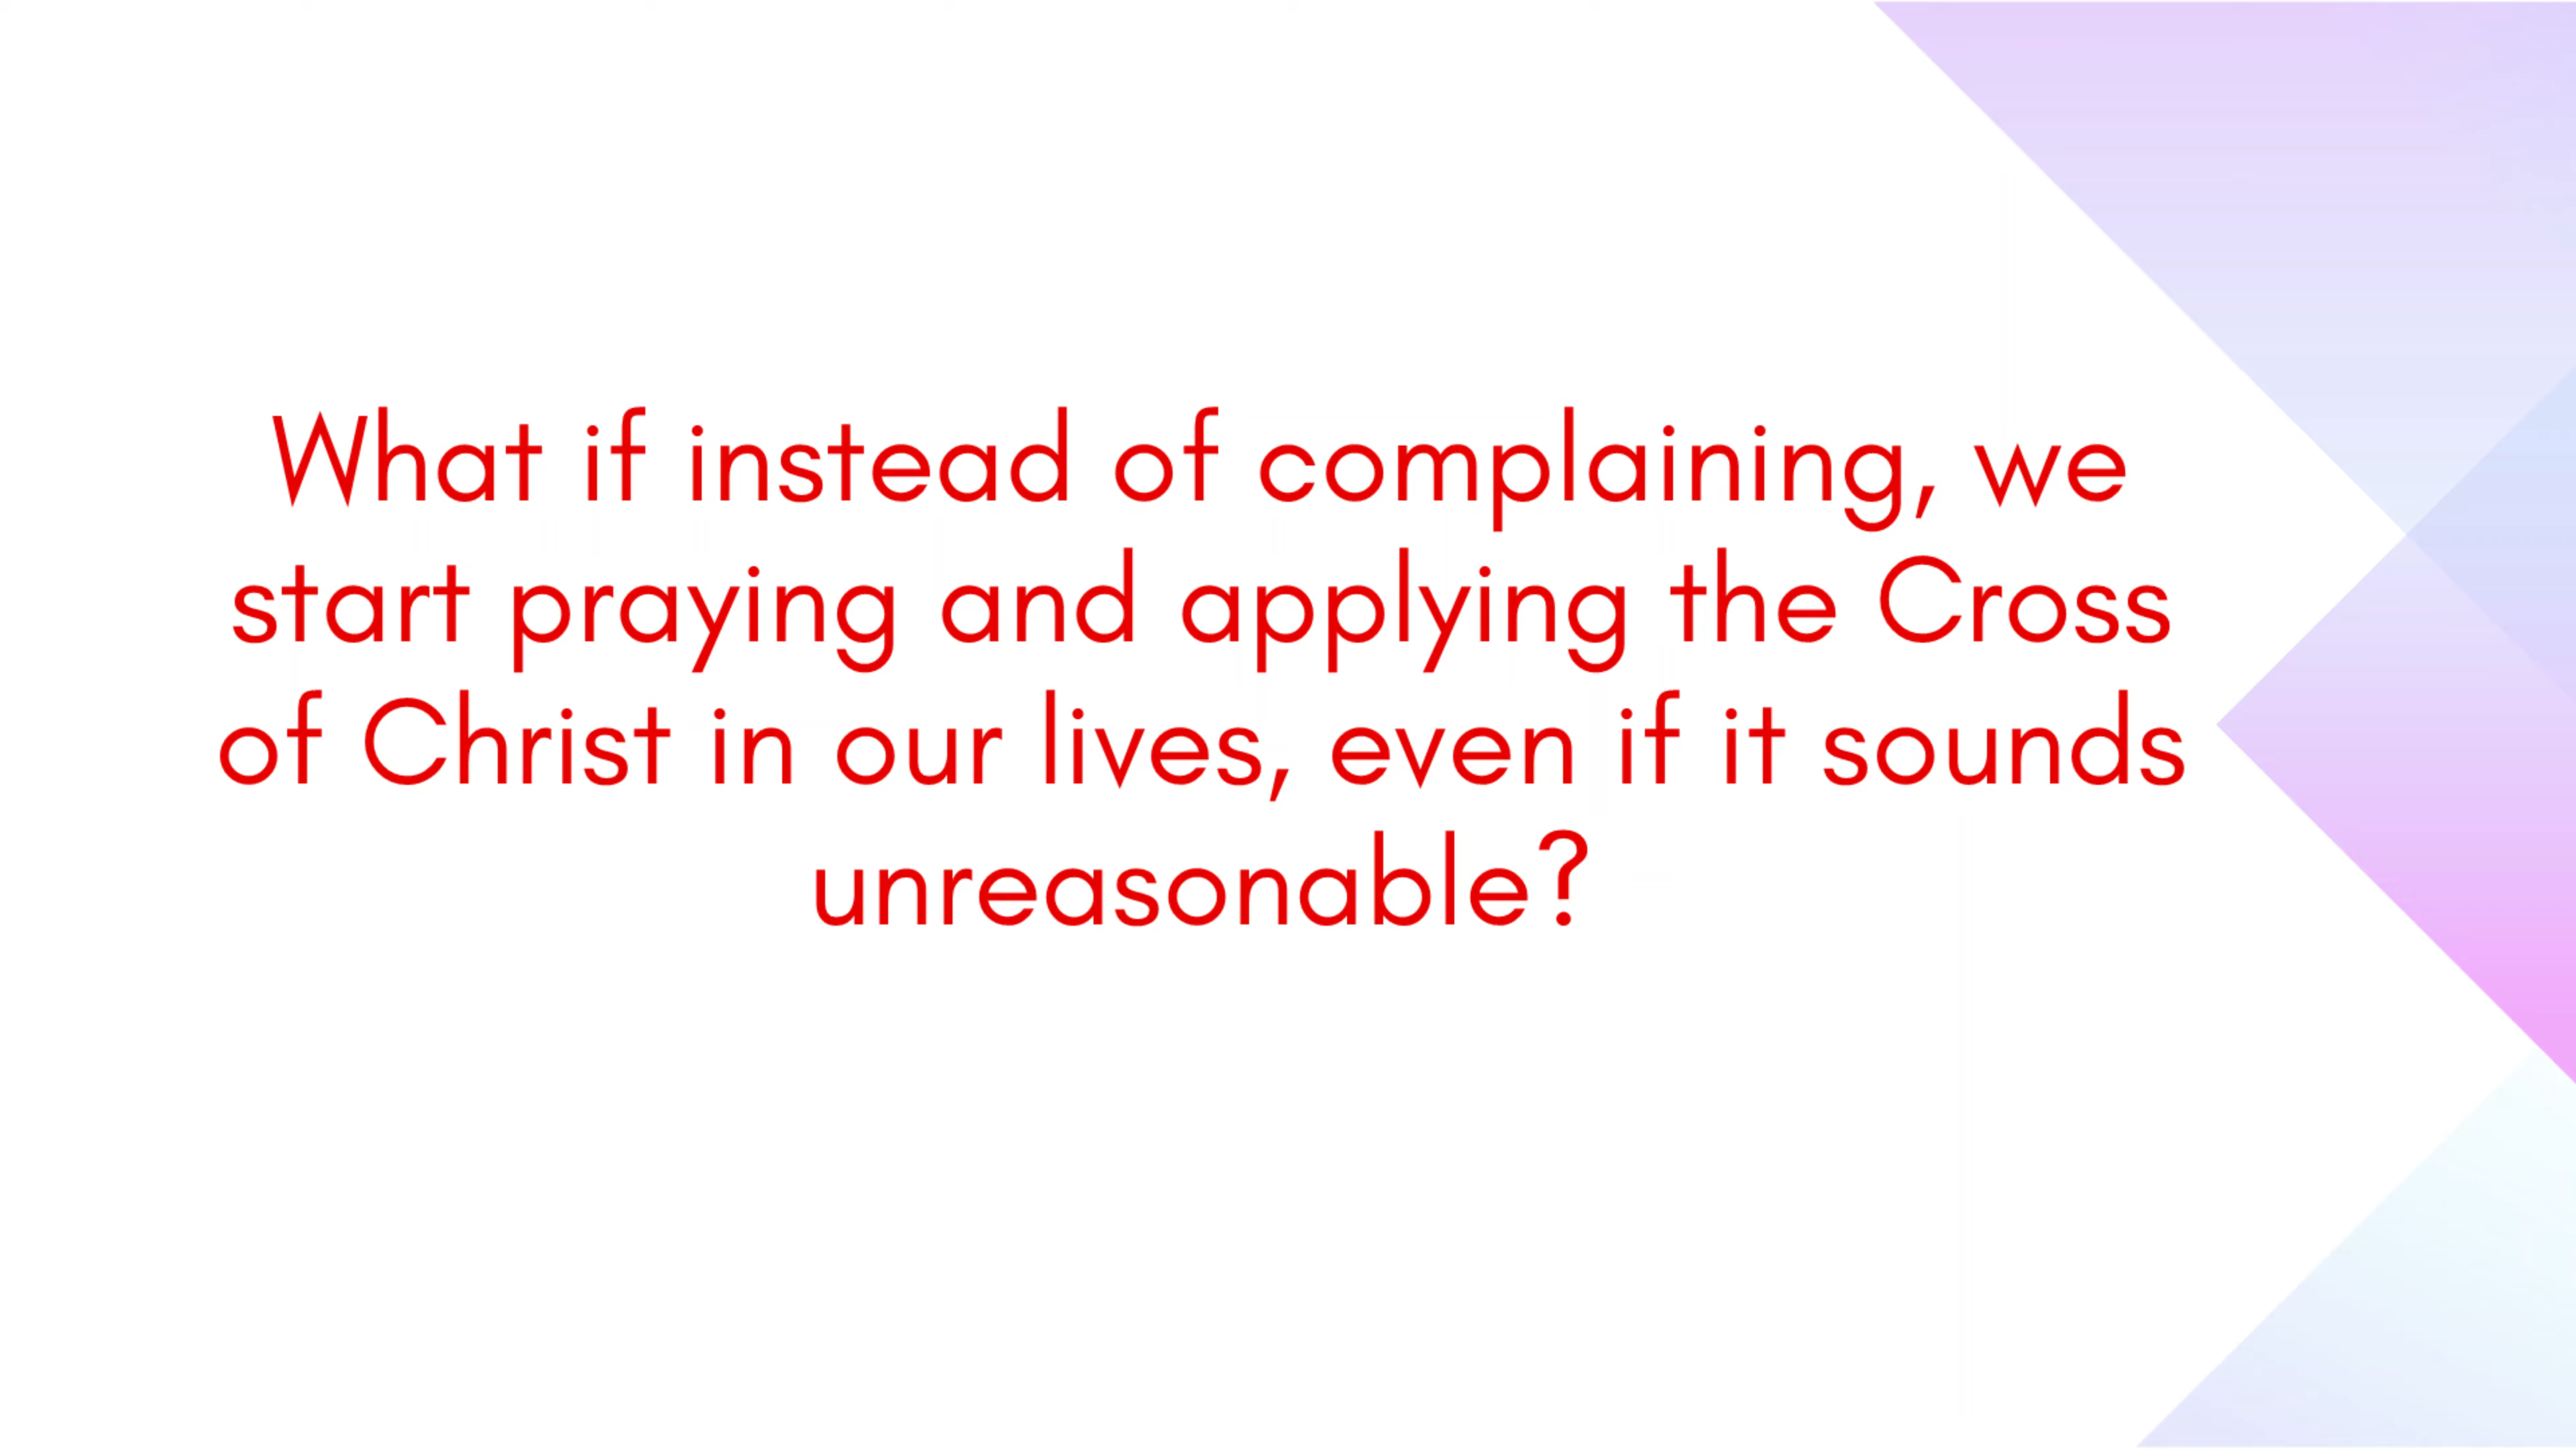 What if instead of complaining, we
start praying and applying the Cross
of Christ in our lives, even if it sounds
unreasonable?